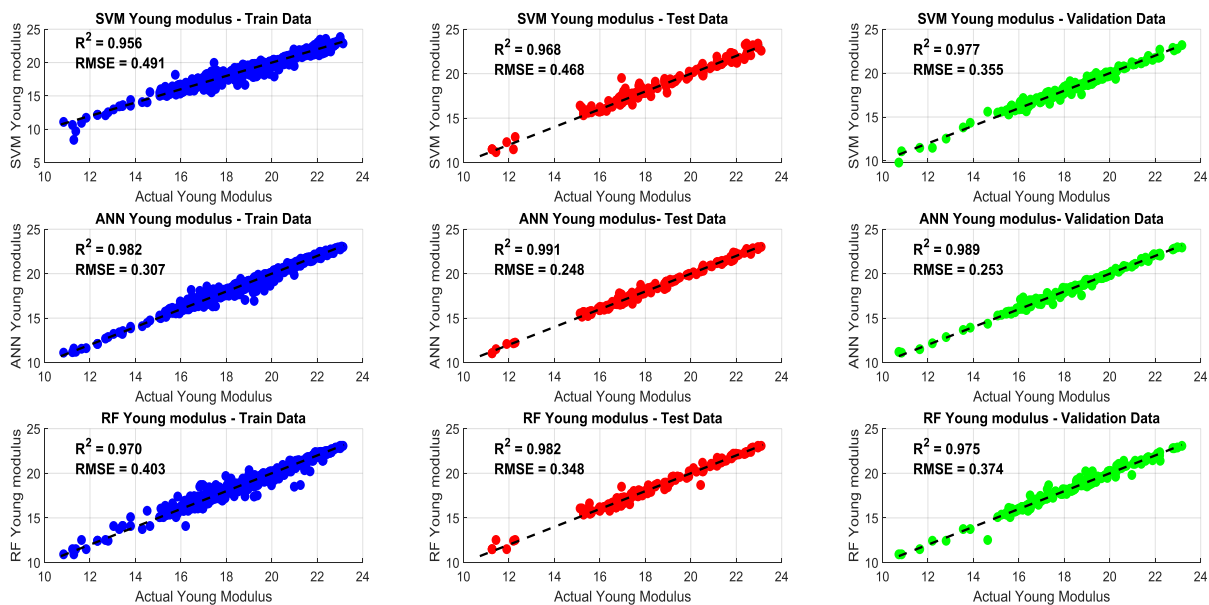 SVM Young modulus - Train Data
R² = 0.956
RMSE = 0.491
SVM Young modulus
25
20
15
10
5
10 12 14 16 18 20 22 24
Actual Young Modulus
SVM Young modulus - Test Data
R² = 0.968
RMSE = 0.468
SVM Young modulus
25
20
15
10
10 12 14 16 18 20 22 24
Actual Young Modulus
SVM Young modulus - Validation Data
R² = 0.977
RMSE = 0.355
SVM Young modulus
25
20
15
10
10 12 14 16 18 20 22 24
Actual Young Modulus
ANN Young modulus - Train Data
R² = 0.982
RMSE = 0.307
ANN Young modulus
25
20
15
10
10 12 14 16 18 20 22 24
Actual Young Modulus
ANN Young modulus- Test Data
R² = 0.991
RMSE = 0.248
ANN Young modulus
25
20
15
10
10 12 14 16 18 20 22 24
Actual Young Modulus
ANN Young modulus- Validation Data
R² = 0.989
RMSE = 0.253
ANN Young modulus
25
20
15
10
10 12 14 16 18 20 22 24
Actual Young Modulus
RF Young modulus - Train Data
R² = 0.970
RMSE = 0.403
RF Young modulus
25
20
15
10
10 12 14 16 18 20 22 24
Actual Young Modulus
RF Young modulus - Test Data
R² = 0.982
RMSE = 0.348
RF Young modulus
25
20
15
10
10 12 14 16 18 20 22 24
Actual Young Modulus
RF Young modulus - Validation Data
R² = 0.975
RMSE = 0.374
RF Young modulus
25
20
15
10
10 12 14 16 18 20 22 24
Actual Young Modulus